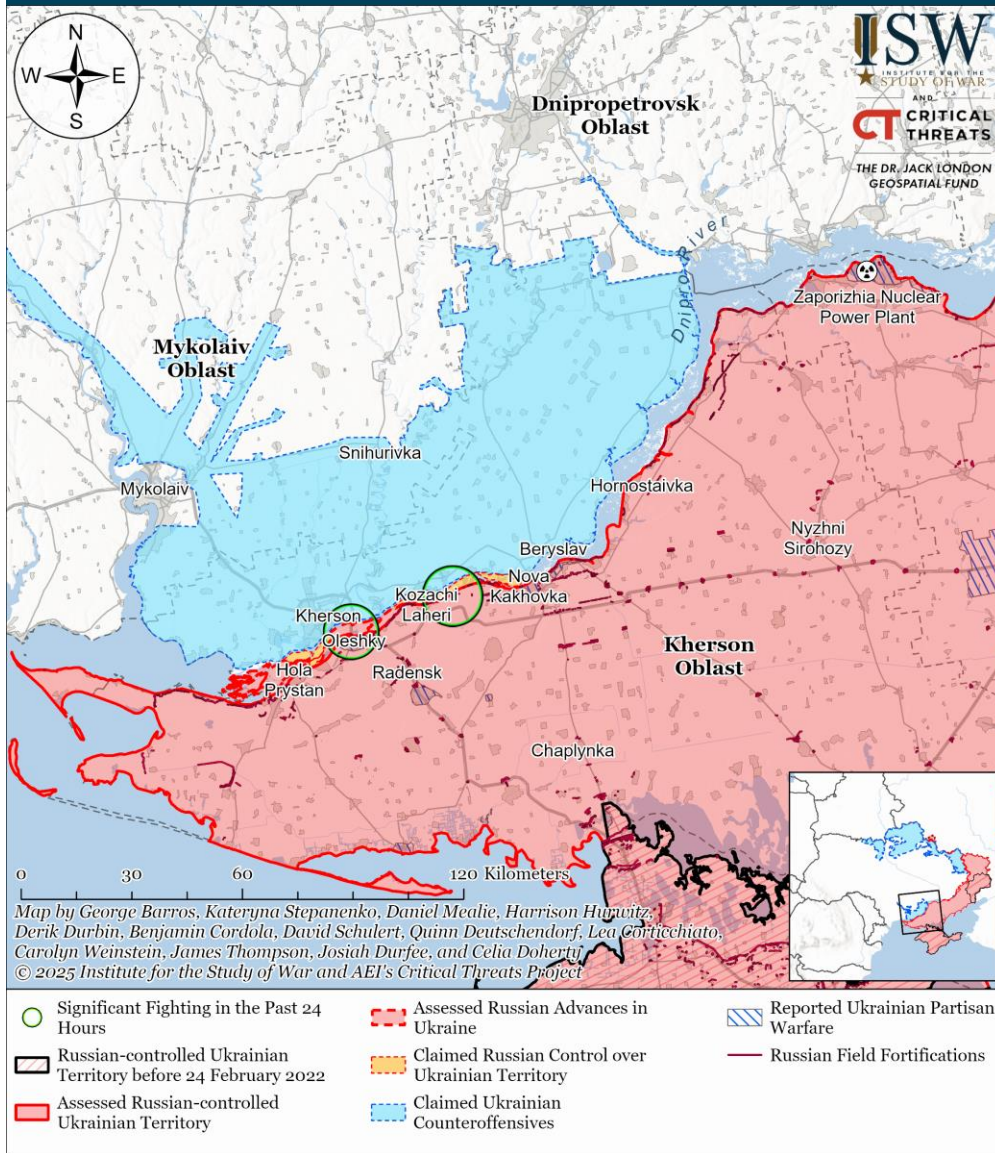 N
W E
S
ISW
INSTITUTE FOR THE
STUDY OF WAR
AND
CT CRITICAL
THREATS
THE DR. JACK LONDON
GEOSPATIAL FUND
Dnipropetrovsk
Oblast
Dnipro River
Zaporizhia Nuclear
Power Plant
Mykolaiv
Oblast
Snihurivka
Mykolaiv
Hornostaivka
Nyzhni
Sirohozy
Beryslav
Nova
Kakhovka
Kozachi
Laheri
Kherson
Oleshky
Kherson
Oblast
Hola
Prystan
Radensk
Chaplynka
0 30 60 120 Kilometers
Map by George Barros, Kateryna Stepanenko, Daniel Mealie, Harrison Hurwitz,
Derik Durbin, Benjamin Cordola, David Schulert, Quinn Deutschendorf, Lea Corticchiato,
Carolyn Weinstein, James Thompson, Josiah Durfee, and Celia Doherty
© 2025 Institute for the Study of War and AEI's Critical Threats Project
Significant Fighting in the Past 24
Hours
Russian-controlled Ukrainian
Territory before 24 February 2022
Assessed Russian-controlled
Ukrainian Territory
Assessed Russian Advances in
Ukraine
Claimed Russian Control over
Ukrainian Territory
Claimed Ukrainian
Counteroffensives
Reported Ukrainian Partisan
Warfare
Russian Field Fortifications